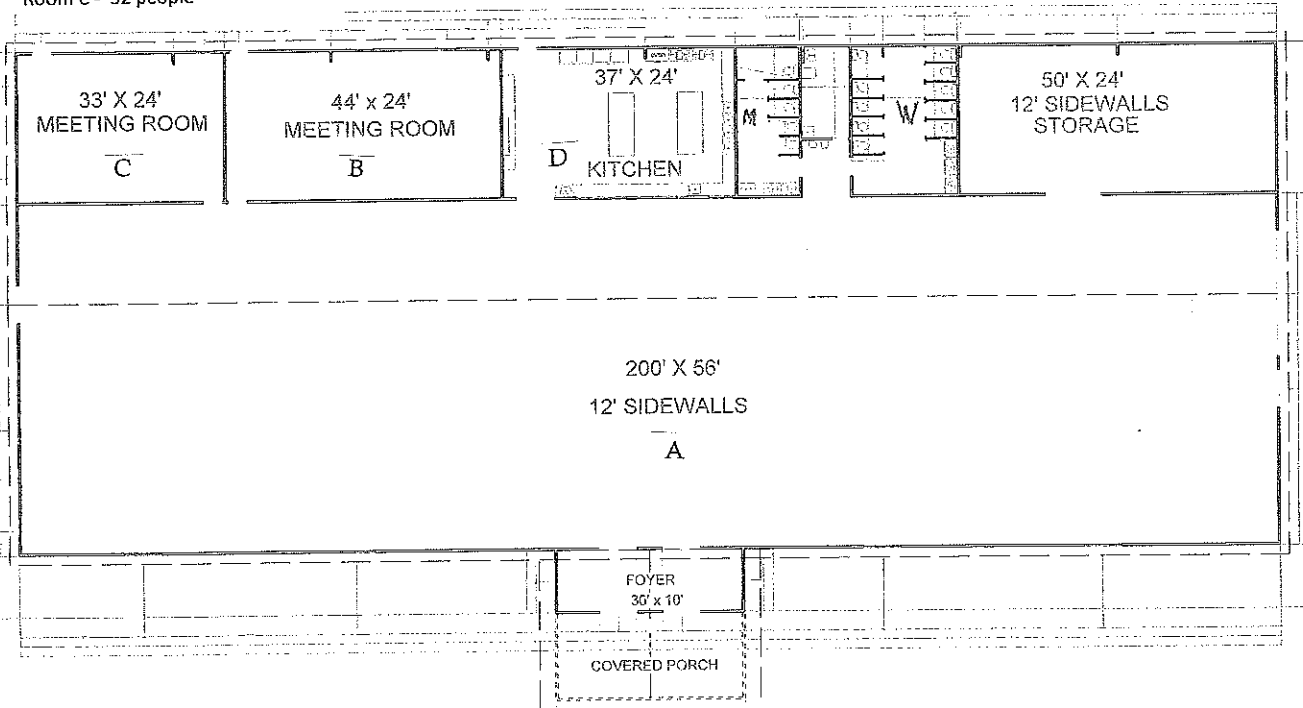 Room C - 52 people
33' X 24'
MEETING ROOM
C
44' x 24'
MEETING ROOM
B
37' X 24'
D
KITCHEN
M
W
50' X 24'
12' SIDEWALLS
STORAGE
200' X 56'
12' SIDEWALLS
A
FOYER
30' x 10'
COVERED PORCH